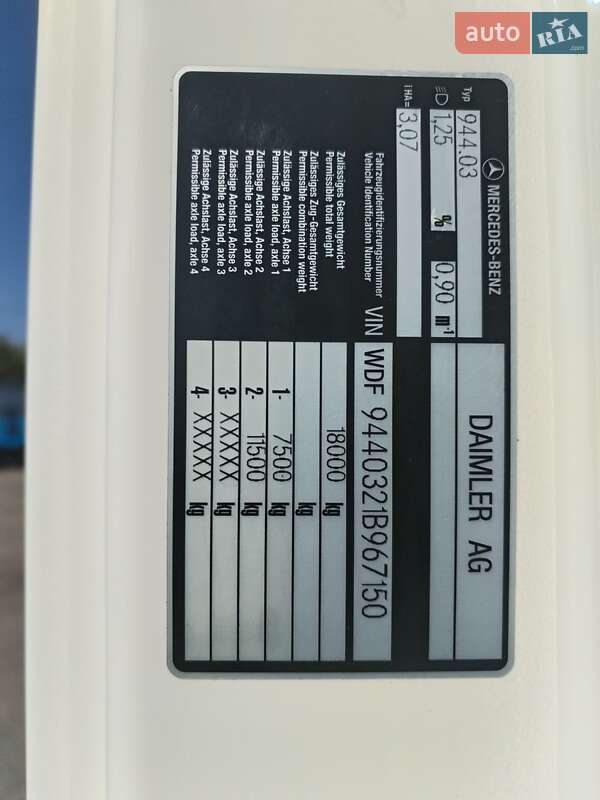 auto RIA .com
MERCEDES-BENZ
DAIMLER AG
Typ 944.03
1,25 % 0,90 m⁻¹
iHA= 3,07
Fahrzeugidentifizierungsnummer
Vehicle Identification Number
VIN WDF 9440321B967150
Zulässiges Gesamtgewicht
Permissible total weight
18000 kg
Zulässiges Zug-Gesamtgewicht
Permissible combination weight
kg
Zulässige Achslast, Achse 1
Permissible axle load, axle 1
1- 7500 kg
Zulässige Achslast, Achse 2
Permissible axle load, axle 2
2- 11500 kg
Zulässige Achslast, Achse 3
Permissible axle load, axle 3
3- XXXXX kg
Zulässige Achslast, Achse 4
Permissible axle load, axle 4
4- XXXXX kg